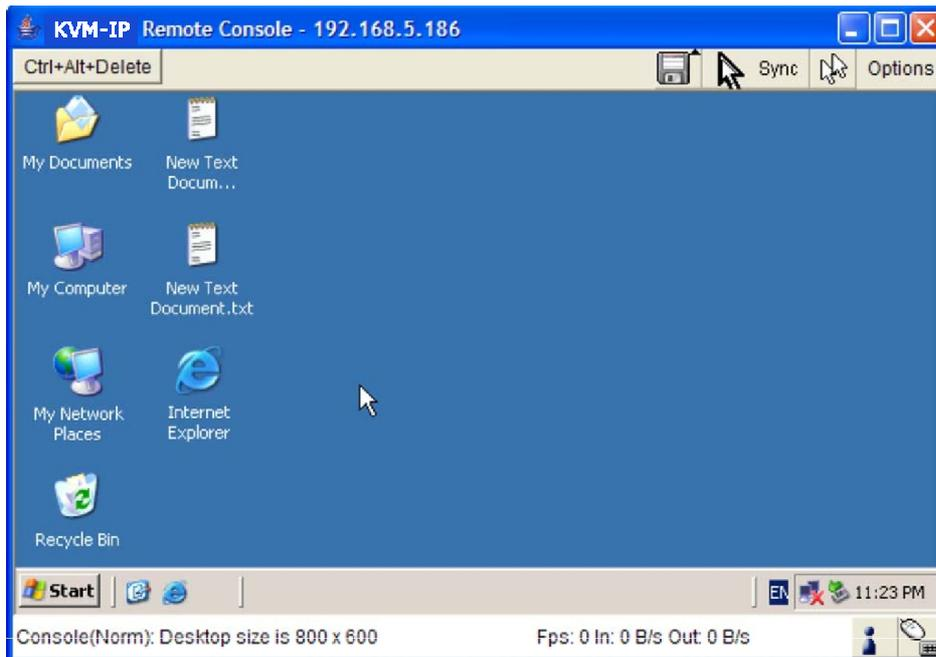 KVM-IP Remote Console - 192.168.5.186
Ctrl+Alt+Delete
Sync
Options
My Documents
New Text
Docum...
My Computer
New Text
Document.txt
My Network
Places
Internet
Explorer
Recycle Bin
Start
EN
11:23 PM
Console(Norm): Desktop size is 800 x 600
Fps: 0 In: 0 B/s Out: 0 B/s